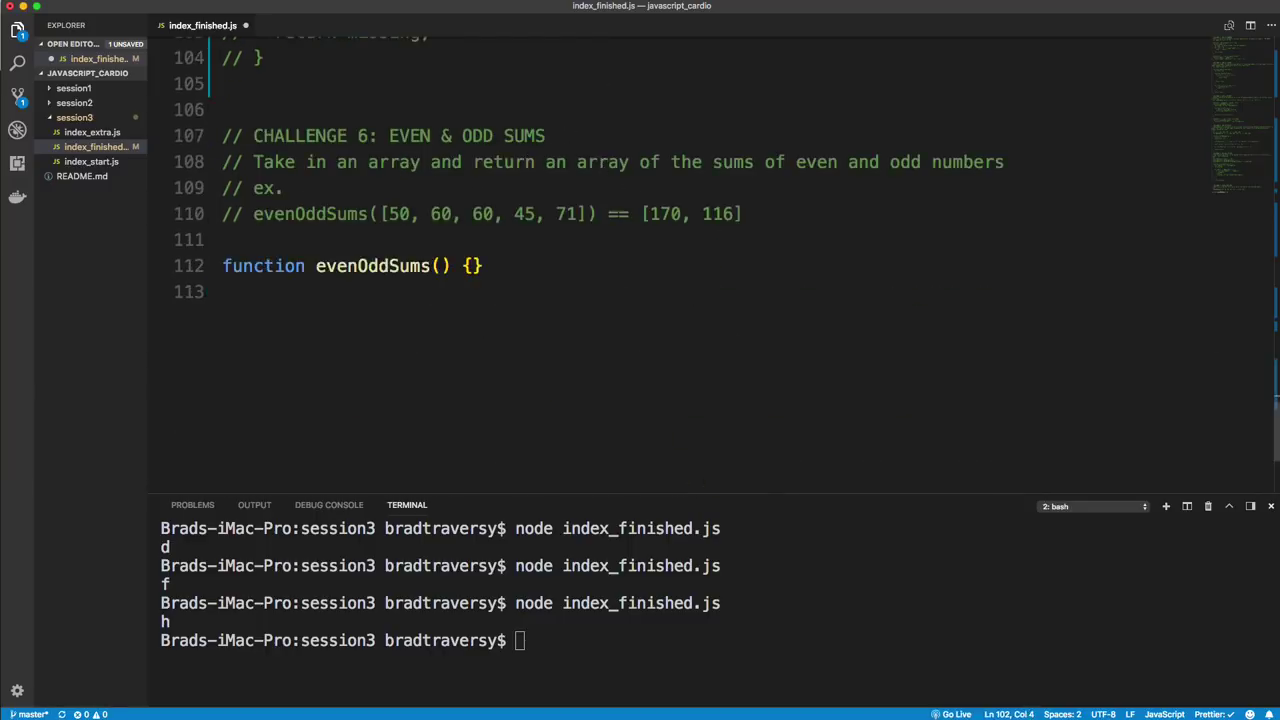 index_finished.js — javascript_cardio
EXPLORER
index_finished.js
OPEN EDITO... 1 UNSAVED
index_finishe.. M
JAVASCRIPT_CARDIO
session1
session2
session3
index_extra.js
index_finished... M
index_start.js
README.md
1
1
104 // }
105
106
107 // CHALLENGE 6: EVEN & ODD SUMS
108 // Take in an array and return an array of the sums of even and odd numbers
109 // ex.
110 // evenOddSums([50, 60, 60, 45, 71]) == [170, 116]
111
112 function evenOddSums() {}
113
PROBLEMS OUTPUT DEBUG CONSOLE TERMINAL 2: bash
Brads-iMac-Pro:session3 bradtraversy$ node index_finished.js
d
Brads-iMac-Pro:session3 bradtraversy$ node index_finished.js
f
Brads-iMac-Pro:session3 bradtraversy$ node index_finished.js
h
Brads-iMac-Pro:session3 bradtraversy$
master* 0 0 Go Live Ln 102, Col 4 Spaces: 2 UTF-8 LF JavaScript Prettier: ✓